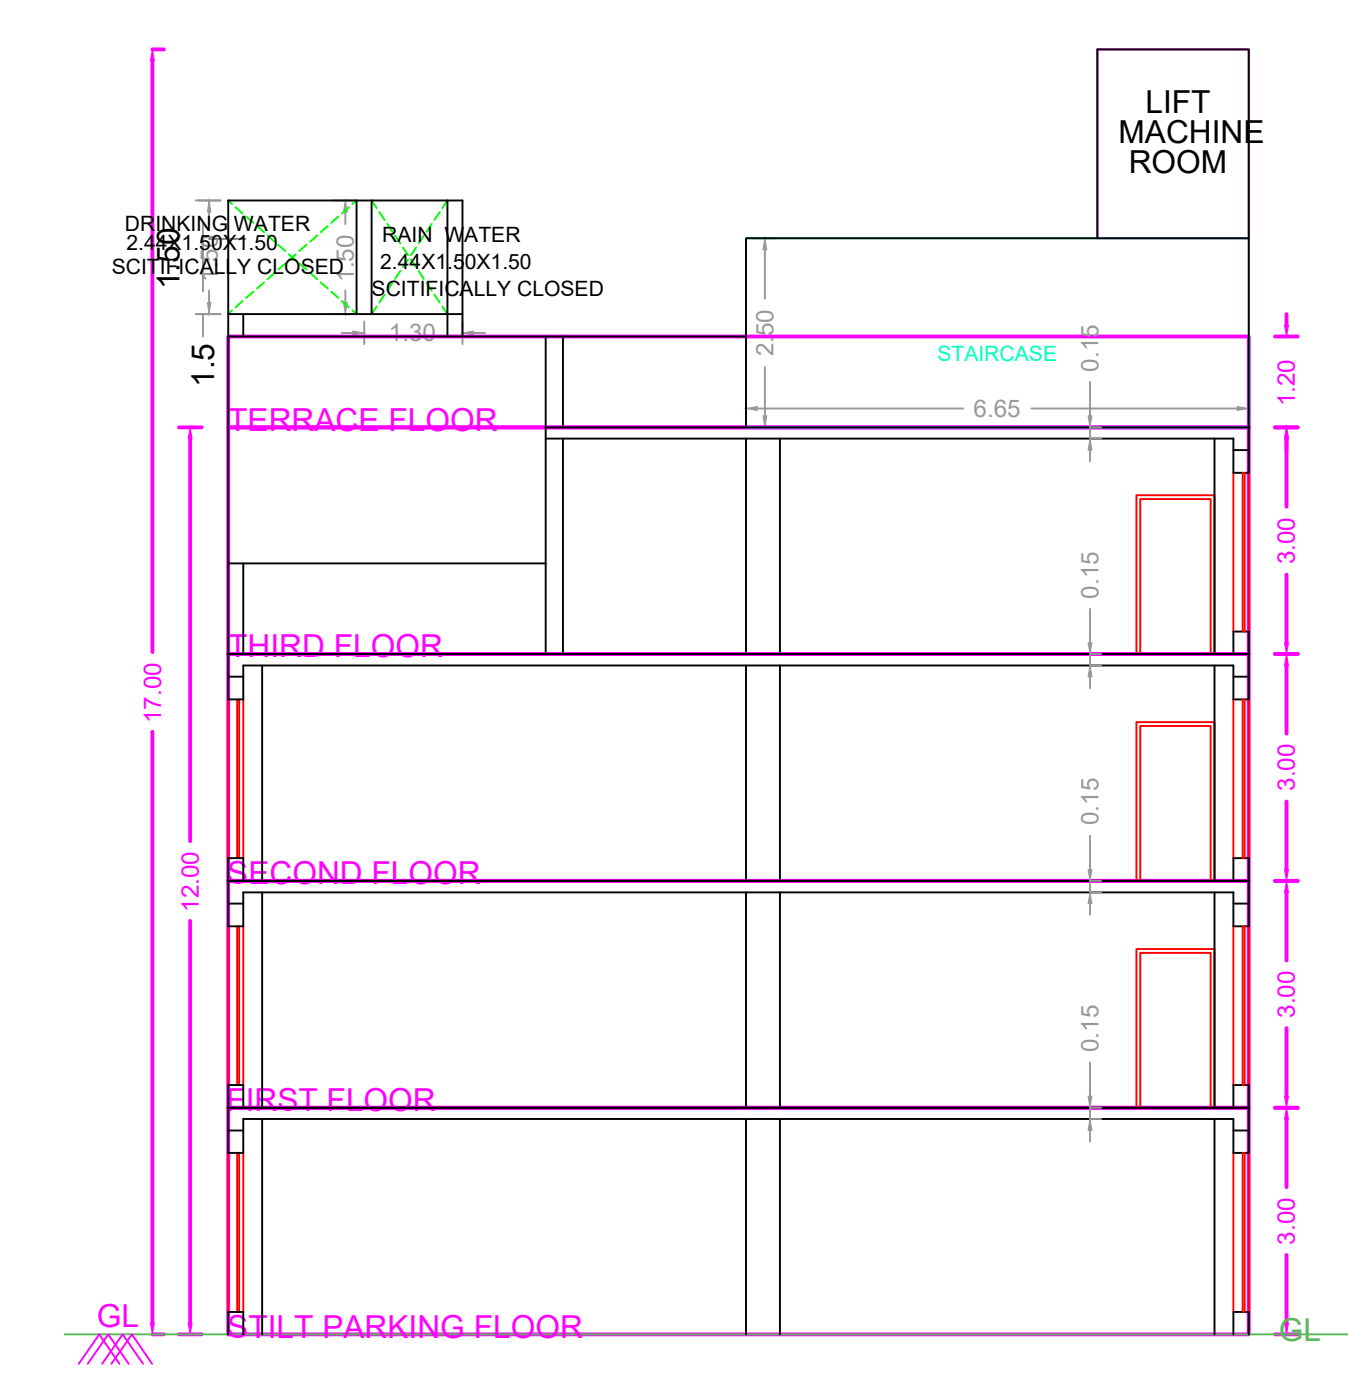 LIFT
MACHINE
ROOM
DRINKING WATER
2.44X1.50X1.50
SCITIFICALLY CLOSED
1.50
1.50
RAIN WATER
2.44X1.50X1.50
SCITIFICALLY CLOSED
1.30
1.5
2.50
STAIRCASE
0.15
1.20
6.65
TERRACE FLOOR
3.00
0.15
THIRD FLOOR
17.00
3.00
0.15
12.00
SECOND FLOOR
3.00
0.15
FIRST FLOOR
3.00
GL
STILT PARKING FLOOR
GL